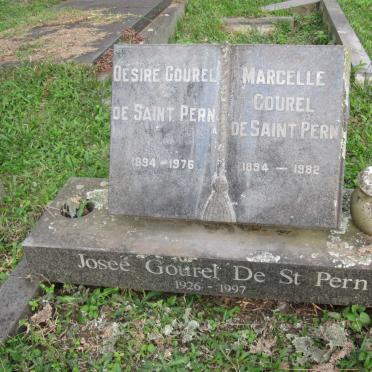 DESIRÉ GOUREL
DE SAINT PERN
1894 - 1976
MARCELLE
GOUREL
DE SAINT PERN
1894 - 1982
Joseé Gourel De St Pern
1926 - 1997